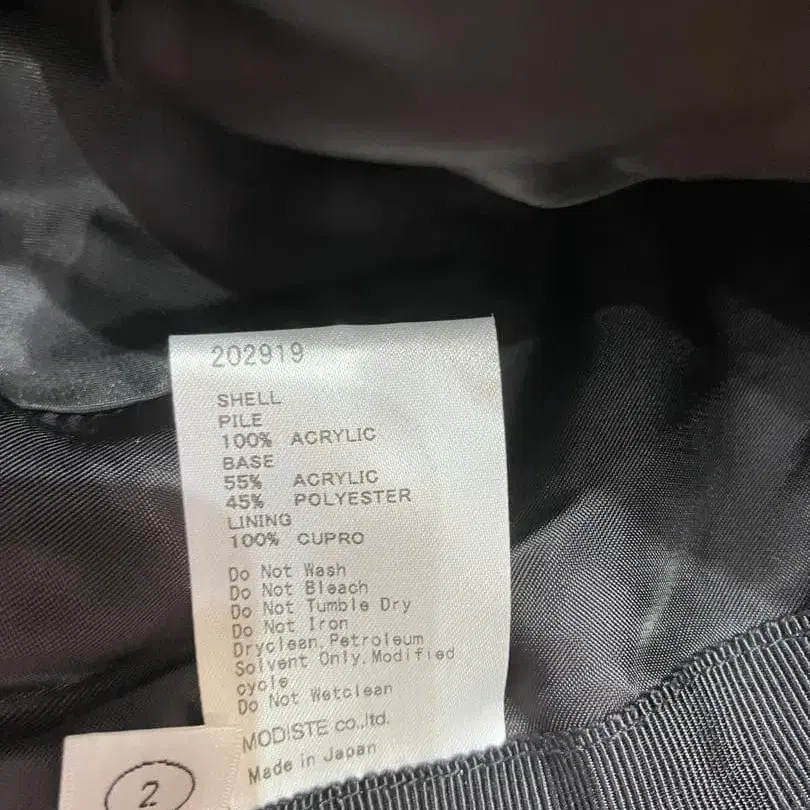 202919
SHELL
PILE
100% ACRYLIC
BASE
55% ACRYLIC
45% POLYESTER
LINING
100% CUPRO
Do Not Wash
Do Not Bleach
Do Not Tumble Dry
Do Not Iron
Dryclean.Petroleum
Solvent Only.Modified
cycle
Do Not Wetclean
MODISTE co.,ltd.
Made in Japan
2